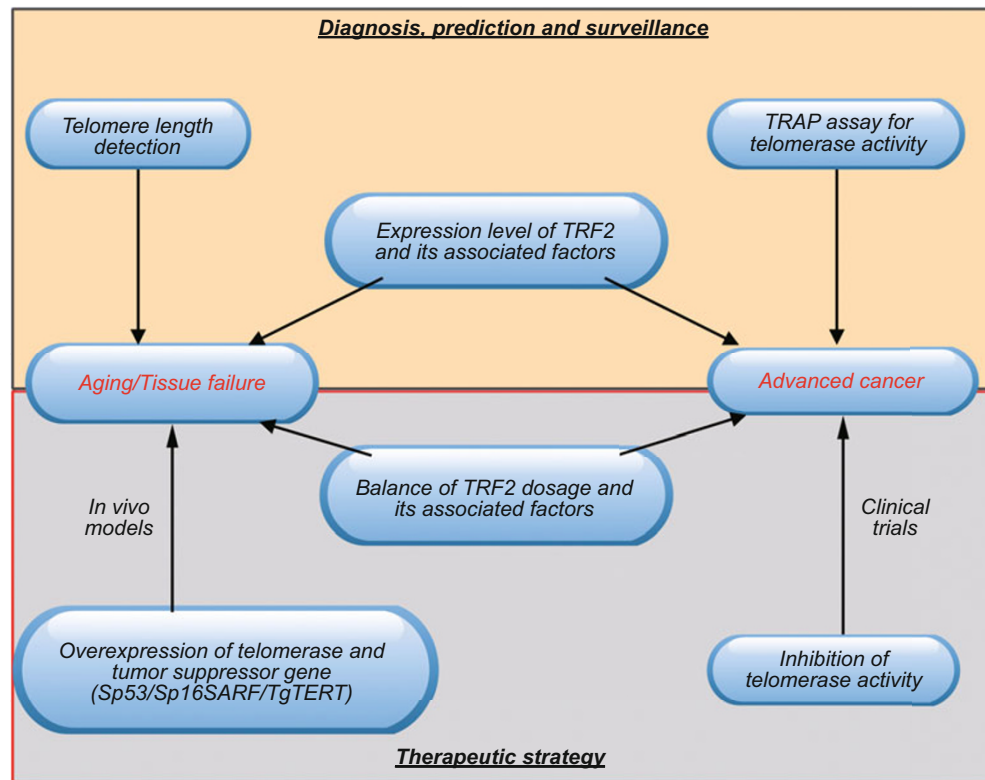 Diagnosis, prediction and surveillance
Telomere length
detection
TRAP assay for
telomerase activity
Expression level of TRF2
and its associated factors
Aging/Tissue failure
Advanced cancer
Balance of TRF2 dosage and
its associated factors
In vivo
models
Clinical
trials
Overexpression of telomerase and
tumor suppressor gene
(Sp53/Sp16SARF/TgTERT)
Inhibition of
telomerase activity
Therapeutic strategy